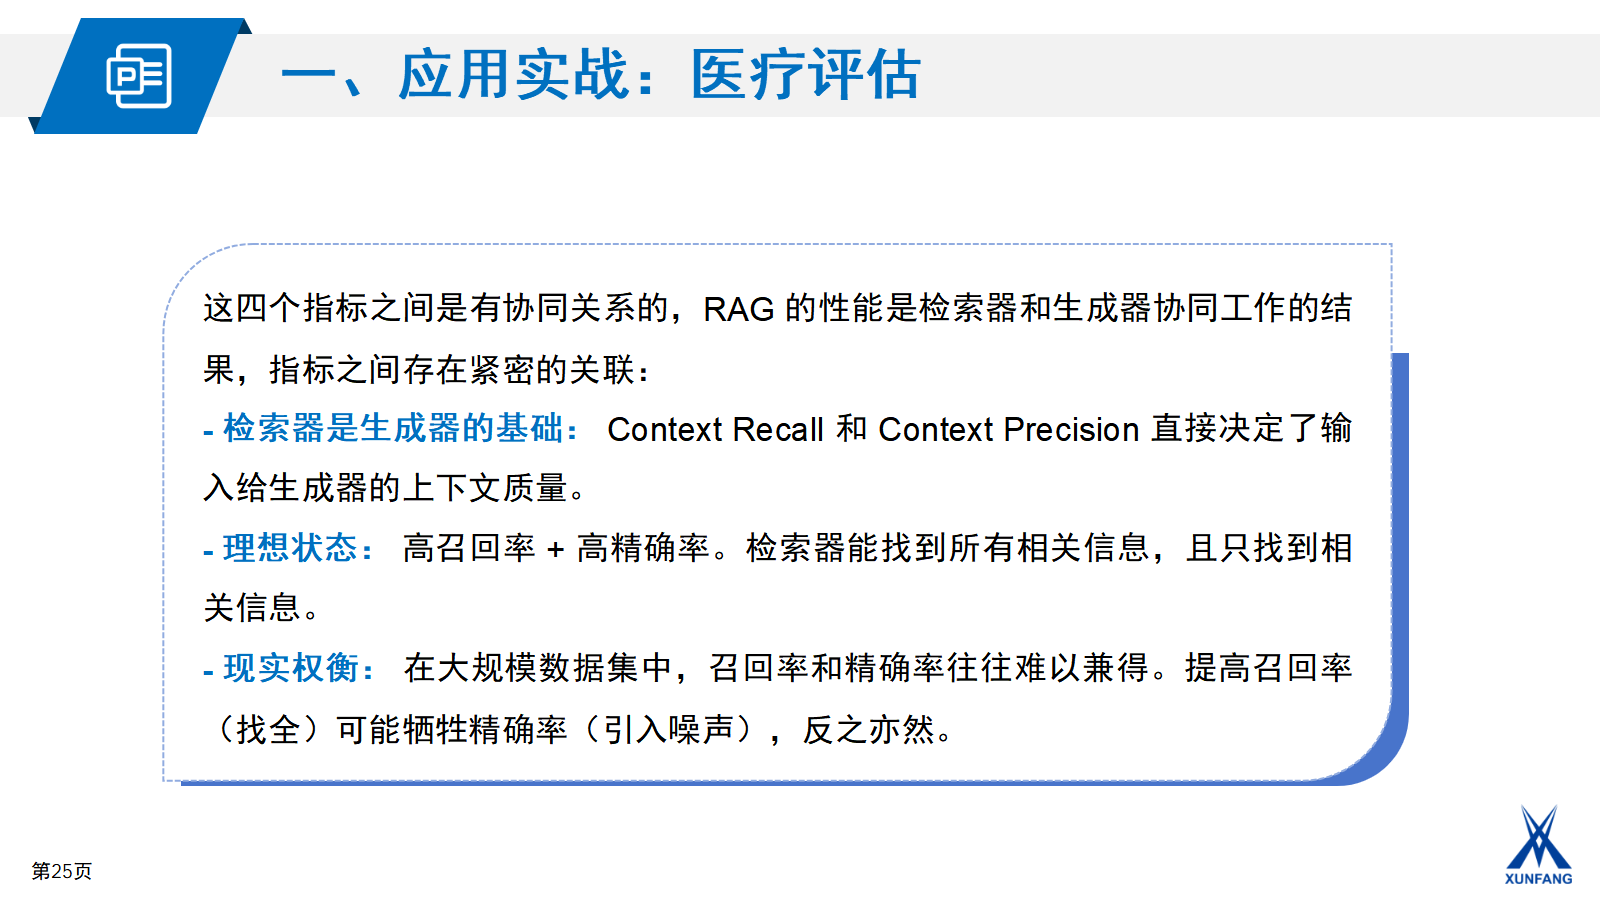 一、应用实战：医疗评估
这四个指标之间是有协同关系的，RAG 的性能是检索器和生成器协同工作的结
果，指标之间存在紧密的关联：
- 检索器是生成器的基础： Context Recall 和 Context Precision 直接决定了输
入给生成器的上下文质量。
- 理想状态： 高召回率 + 高精确率。检索器能找到所有相关信息，且只找到相
关信息。
- 现实权衡： 在大规模数据集中，召回率和精确率往往难以兼得。提高召回率
（找全）可能牺牲精确率（引入噪声），反之亦然。
第25页
XUNFANG